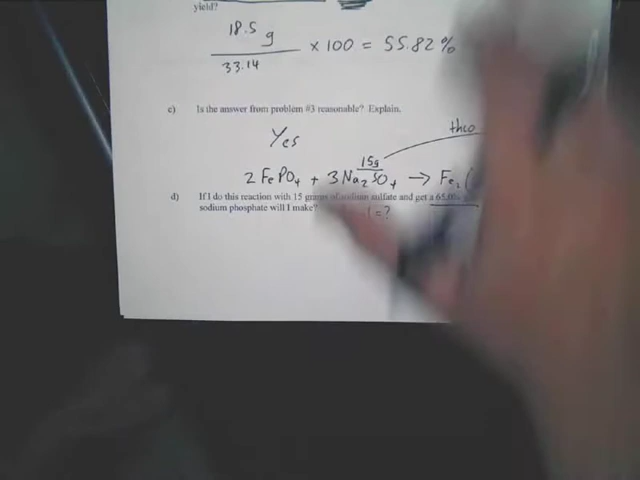 yield?
18.5 g
33.14
× 100 = 55.82%
c) Is the answer from problem #3 reasonable? Explain.
Yes
theo
15g
2 FePO₄ + 3 Na₂SO₄ → Fe₂(
d) If I do this reaction with 15 grams of sodium sulfate and get a 65.0
sodium phosphate will I make? = ?